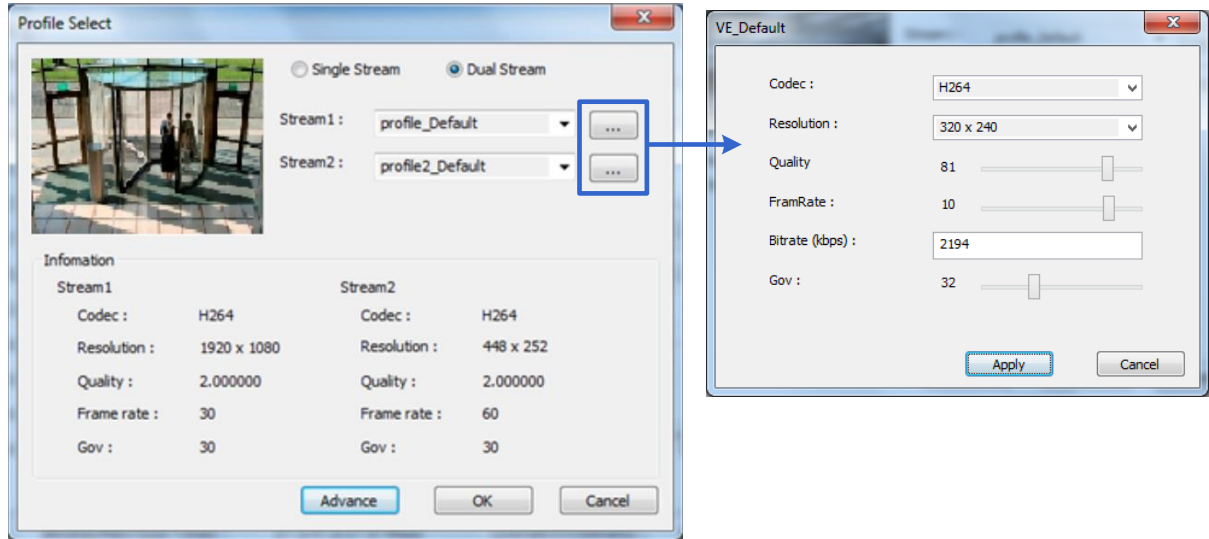 Profile Select
Single Stream Dual Stream
Stream1 : profile_Default ...
Stream2 : profile2_Default ...
Infomation
Stream1 Stream2
Codec : H264 Codec : H264
Resolution : 1920 x 1080 Resolution : 448 x 252
Quality : 2.000000 Quality : 2.000000
Frame rate : 30 Frame rate : 60
Gov : 30 Gov : 30
Advance OK Cancel
VE_Default
Codec : H264
Resolution : 320 x 240
Quality 81
FramRate : 10
Bitrate (kbps) : 2194
Gov : 32
Apply Cancel